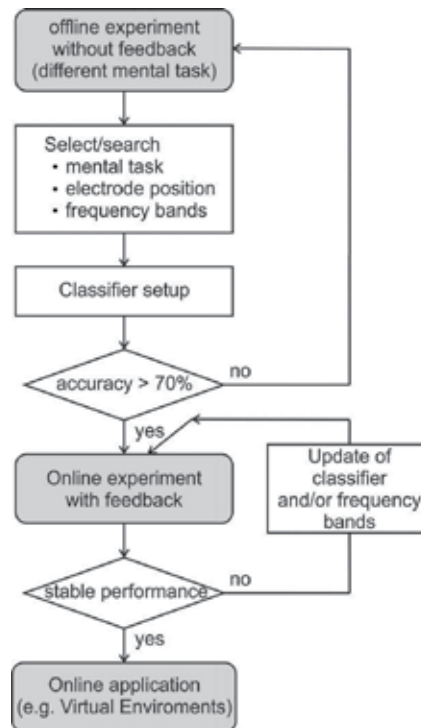 offline experiment
without feedback
(different mental task)
Select/search
• mental task
• electrode position
• frequency bands
Classifier setup
accuracy > 70%
no
yes
Online experiment
with feedback
Update of
classifier
and/or frequency
bands
stable performance
no
yes
Online application
(e.g. Virtual Enviroments)